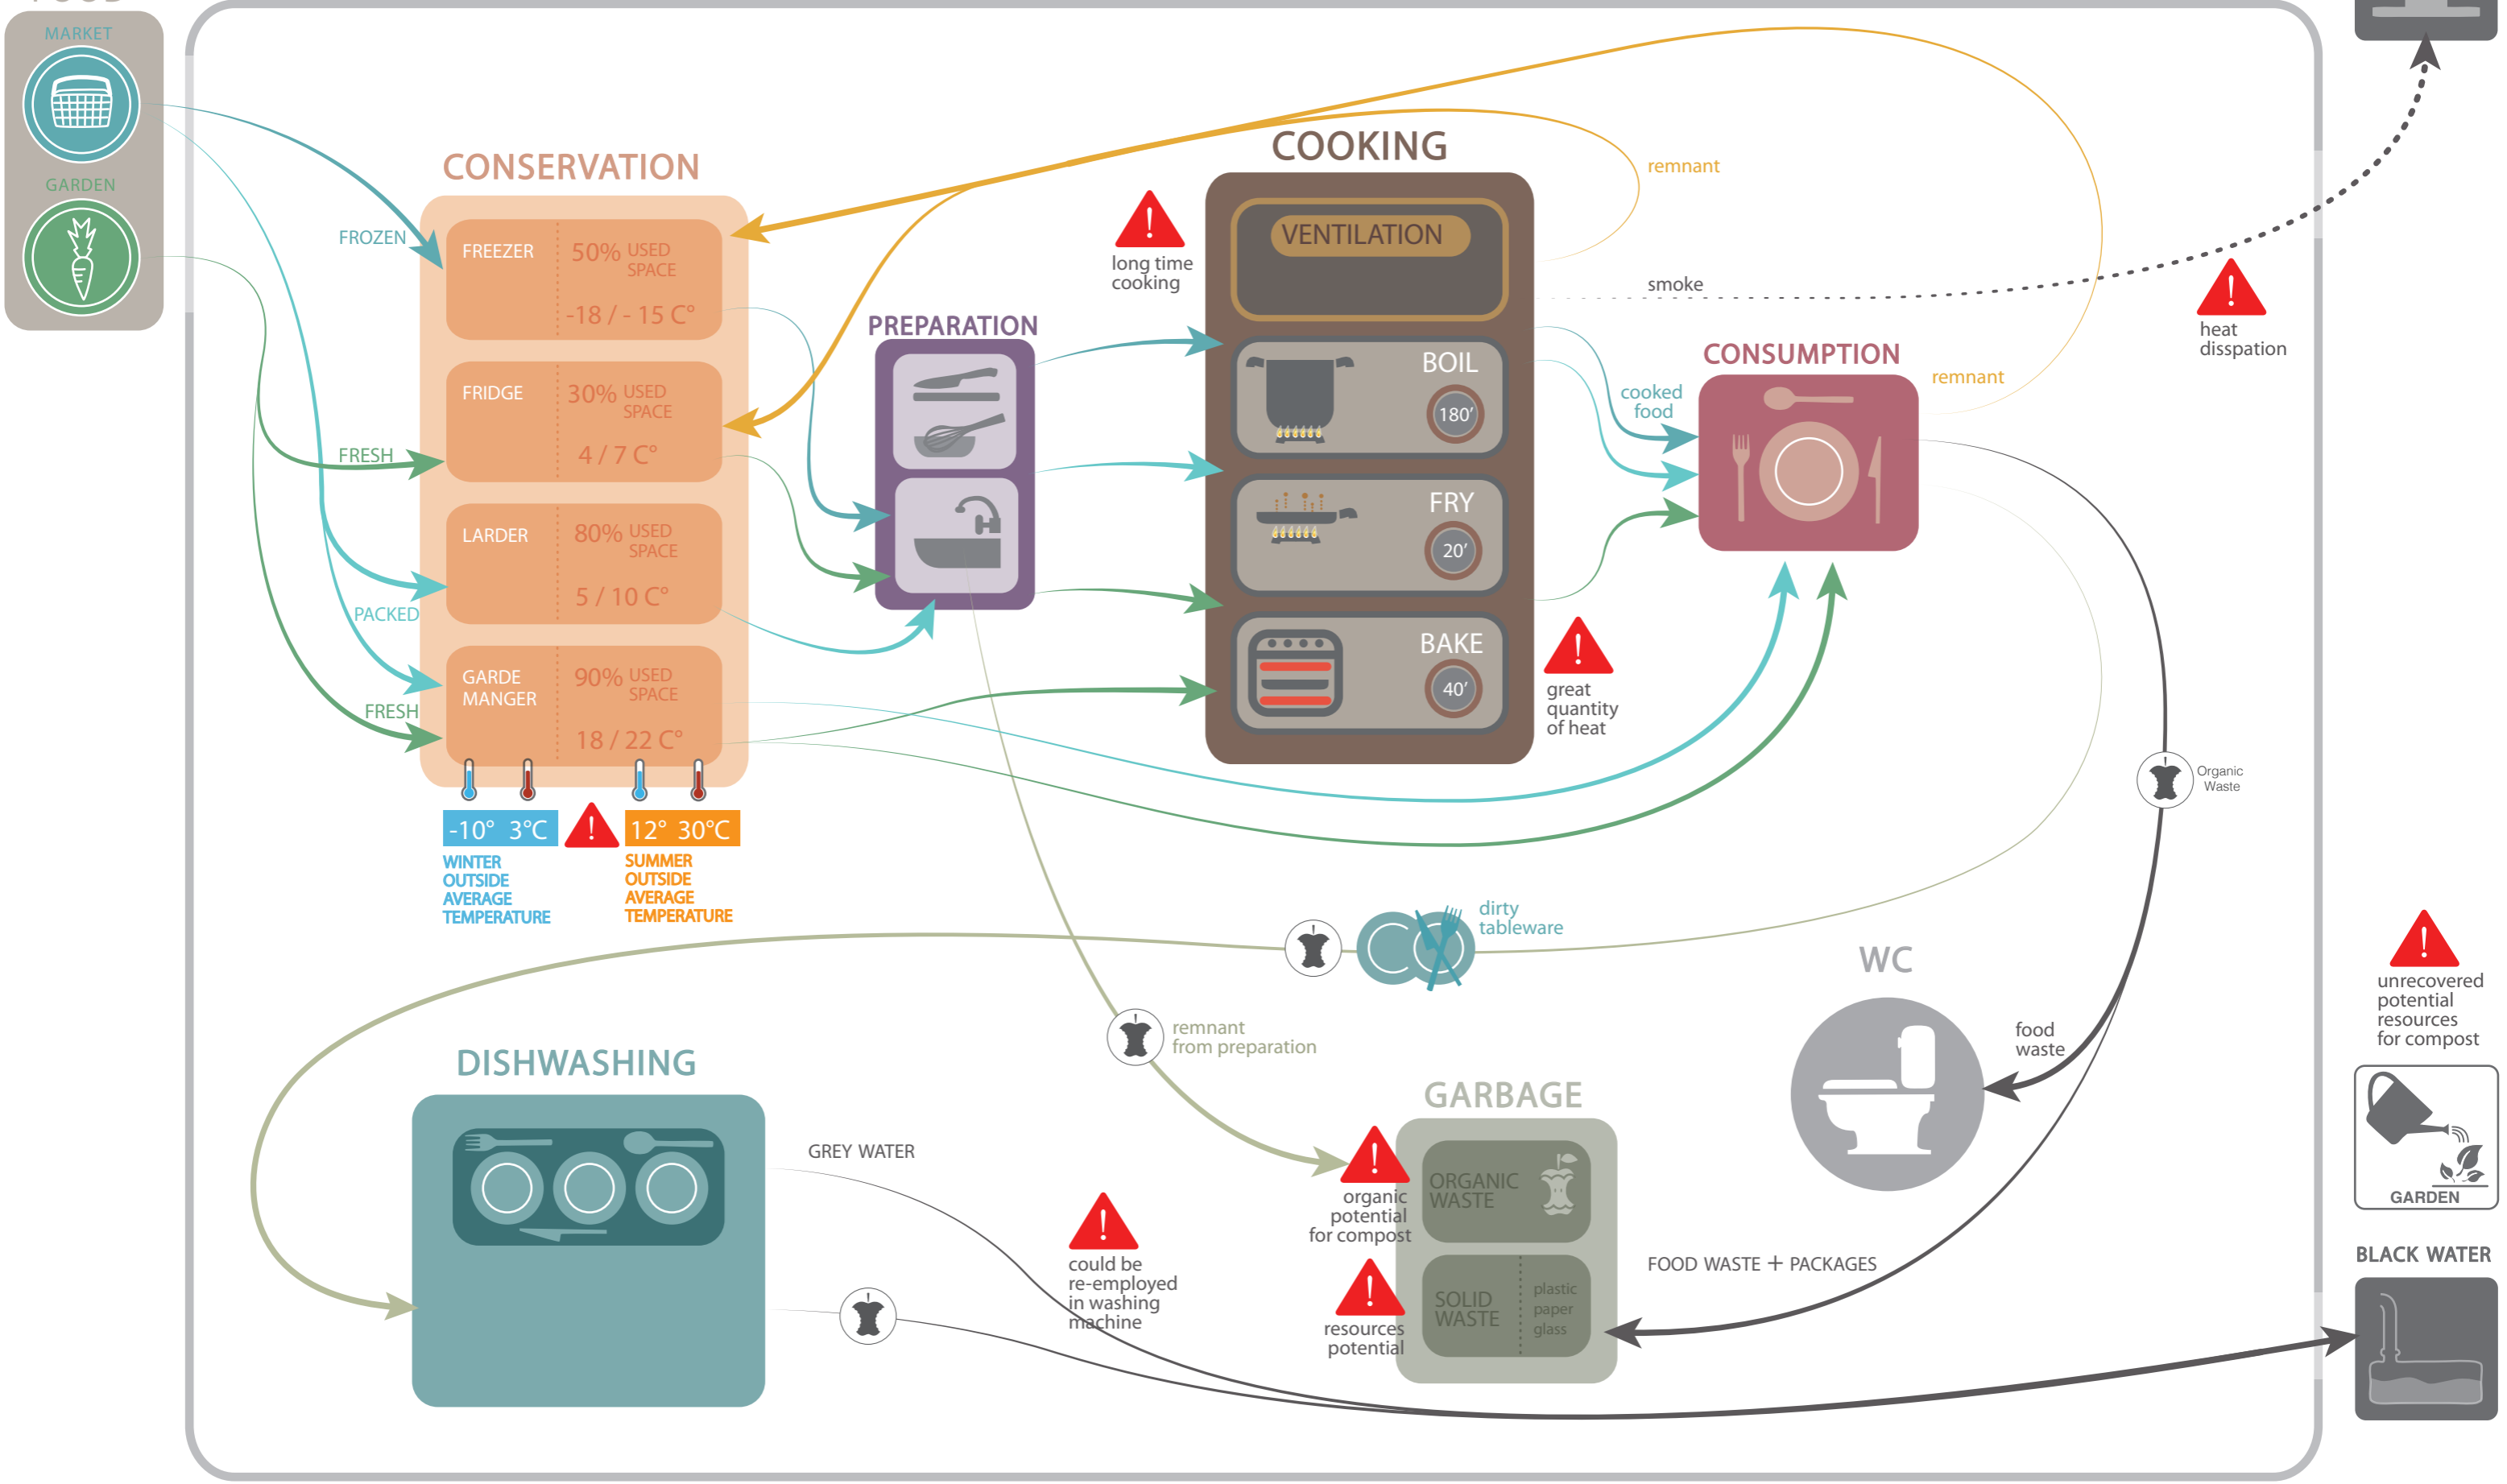 MARKET
GARDEN
CONSERVATION
FROZEN
FREEZER
50% USED
SPACE
-18 / - 15 C°
FRIDGE
30% USED
SPACE
4 / 7 C°
FRESH
LARDER
80% USED
SPACE
5 / 10 C°
PACKED
GARDE
MANGER
90% USED
SPACE
18 / 22 C°
FRESH
-10° 3°C
12° 30°C
WINTER
OUTSIDE
AVERAGE
TEMPERATURE
SUMMER
OUTSIDE
AVERAGE
TEMPERATURE
PREPARATION
COOKING
long time
cooking
VENTILATION
BOIL
180'
FRY
20'
BAKE
40'
remnant
smoke
heat
disspation
CONSUMPTION
cooked
food
remnant
great
quantity
of heat
Organic
Waste
dirty
tableware
WC
food
waste
unrecovered
potential
resources
for compost
GARDEN
remnant
from preparation
DISHWASHING
GREY WATER
could be
re-employed
in washing
machine
GARBAGE
organic
potential
for compost
ORGANIC
WASTE
resources
potential
SOLID
WASTE
plastic
paper
glass
FOOD WASTE + PACKAGES
BLACK WATER